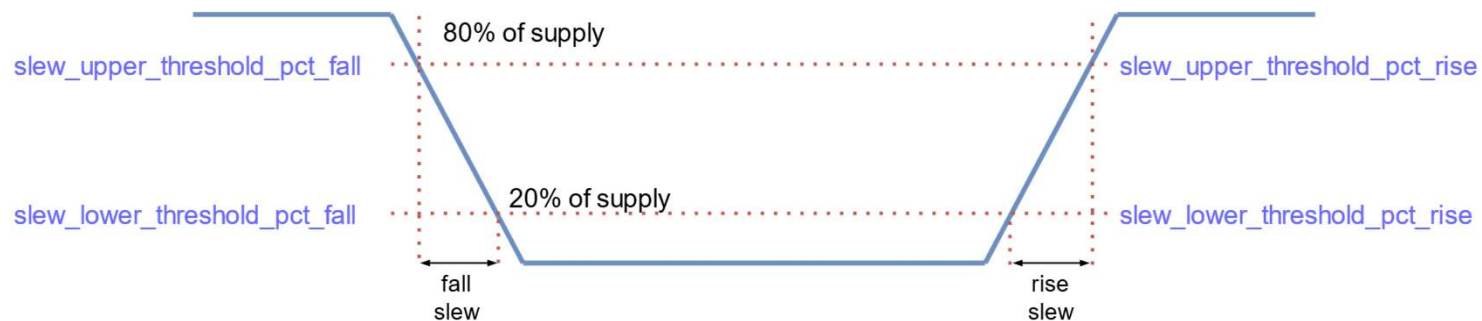 80% of supply
slew_upper_threshold_pct_fall
slew_upper_threshold_pct_rise
20% of supply
slew_lower_threshold_pct_fall
slew_lower_threshold_pct_rise
fall
slew
rise
slew